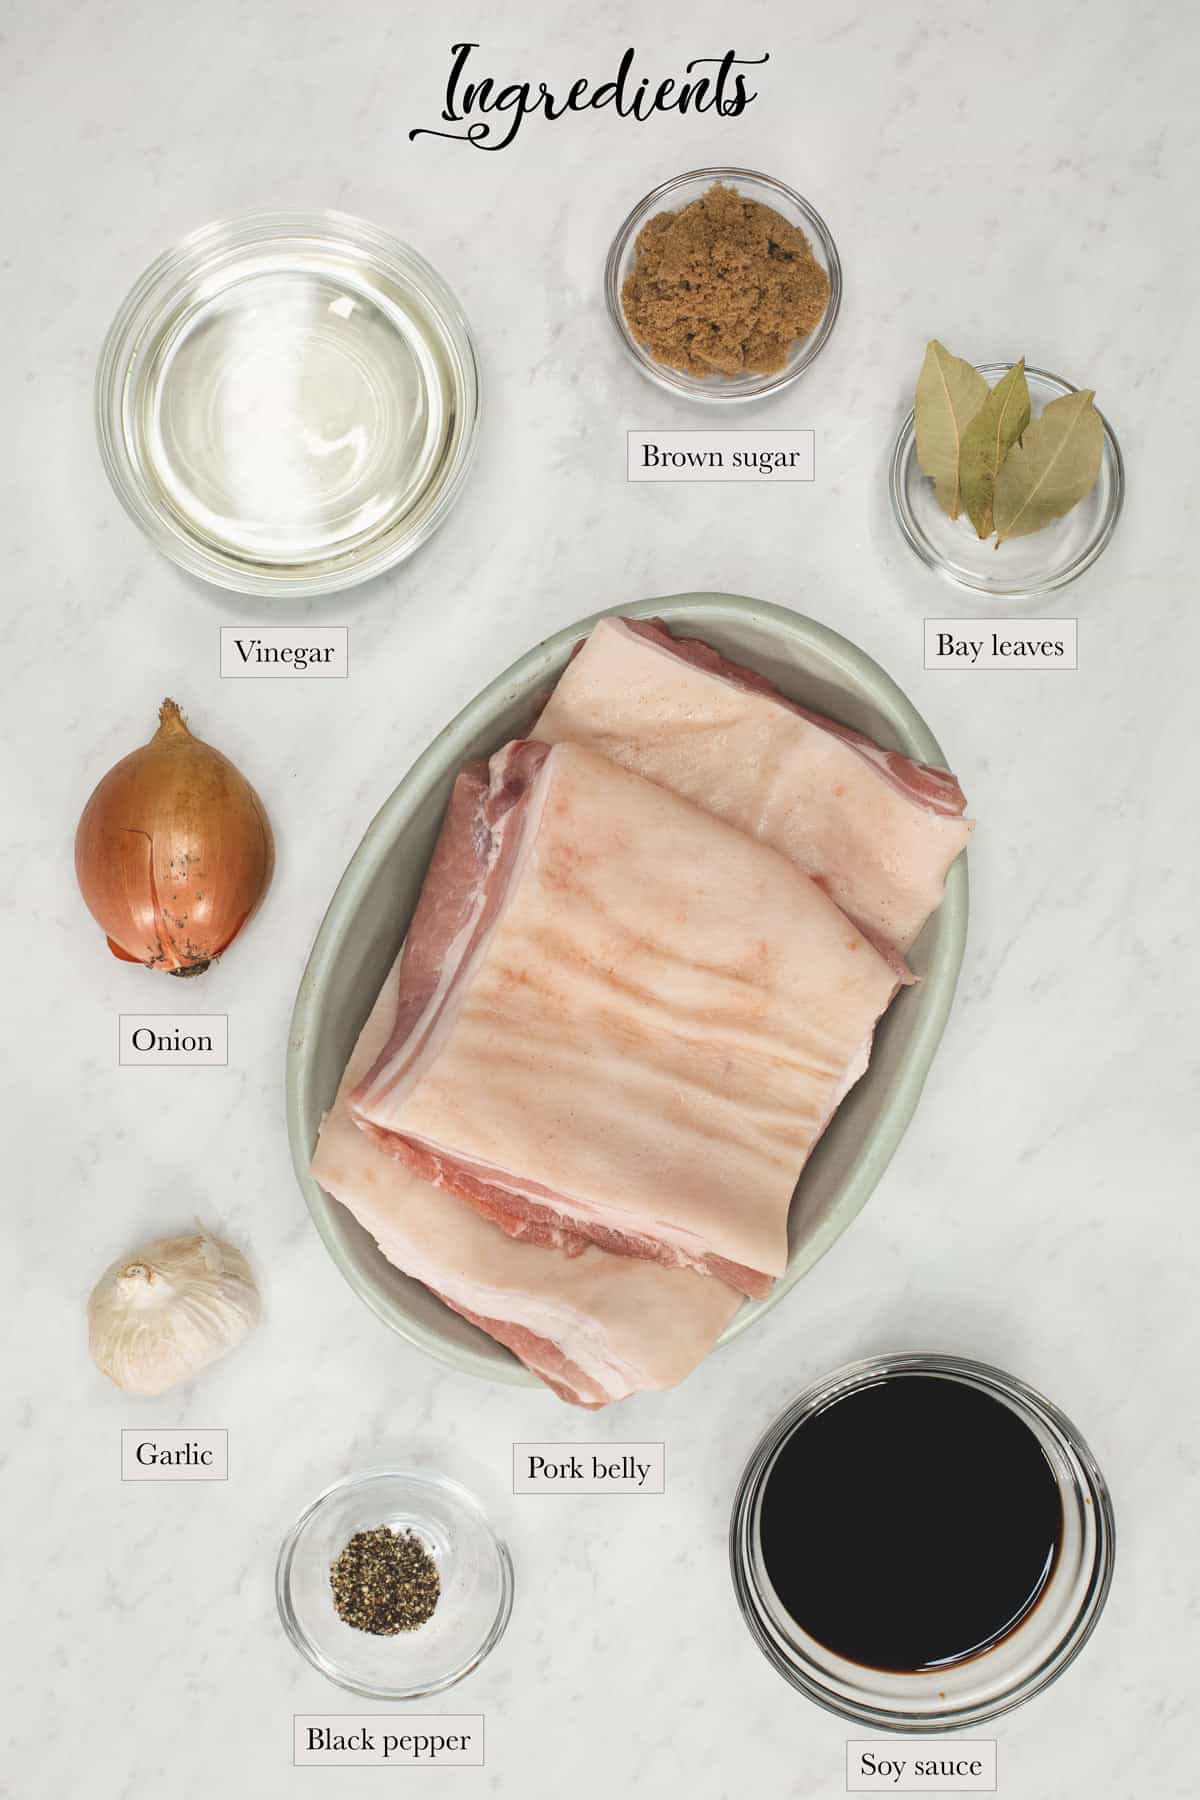 Ingredients
Brown sugar
Vinegar
Bay leaves
Onion
Garlic
Pork belly
Black pepper
Soy sauce